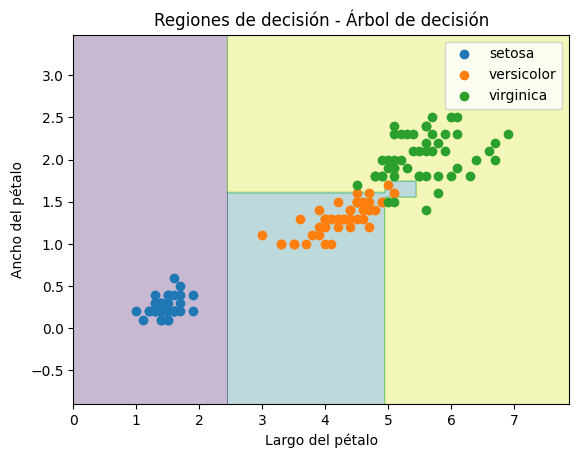 Regiones de decisión - Árbol de decisión
setosa
versicolor
virginica
Ancho del pétalo
3.0
2.5
2.0
1.5
1.0
0.5
0.0
−0.5
0 1 2 3 4 5 6 7
Largo del pétalo